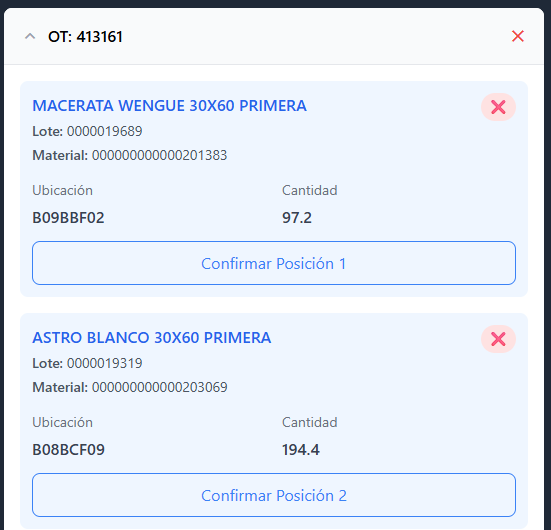 OT: 413161
MACERATA WENGUE 30X60 PRIMERA
Lote: 0000019689
Material: 000000000000201383
Ubicación Cantidad
B09BBF02 97.2
Confirmar Posición 1
ASTRO BLANCO 30X60 PRIMERA
Lote: 0000019319
Material: 000000000000203069
Ubicación Cantidad
B08BCF09 194.4
Confirmar Posición 2